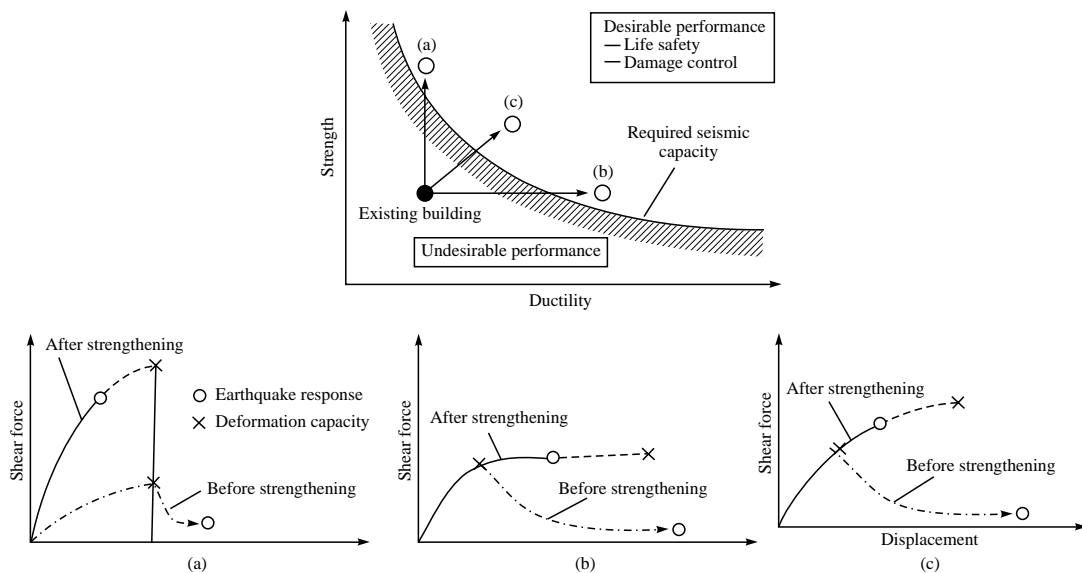 Desirable performance
— Life safety
— Damage control
(a)
(c)
(b)
Required seismic
capacity
Strength
Existing building
Undesirable performance
Ductility
After strengthening
Earthquake response
Deformation capacity
Before strengthening
Shear force
(a)
After strengthening
Before strengthening
Shear force
(b)
After strengthening
Before strengthening
Shear force
Displacement
(c)